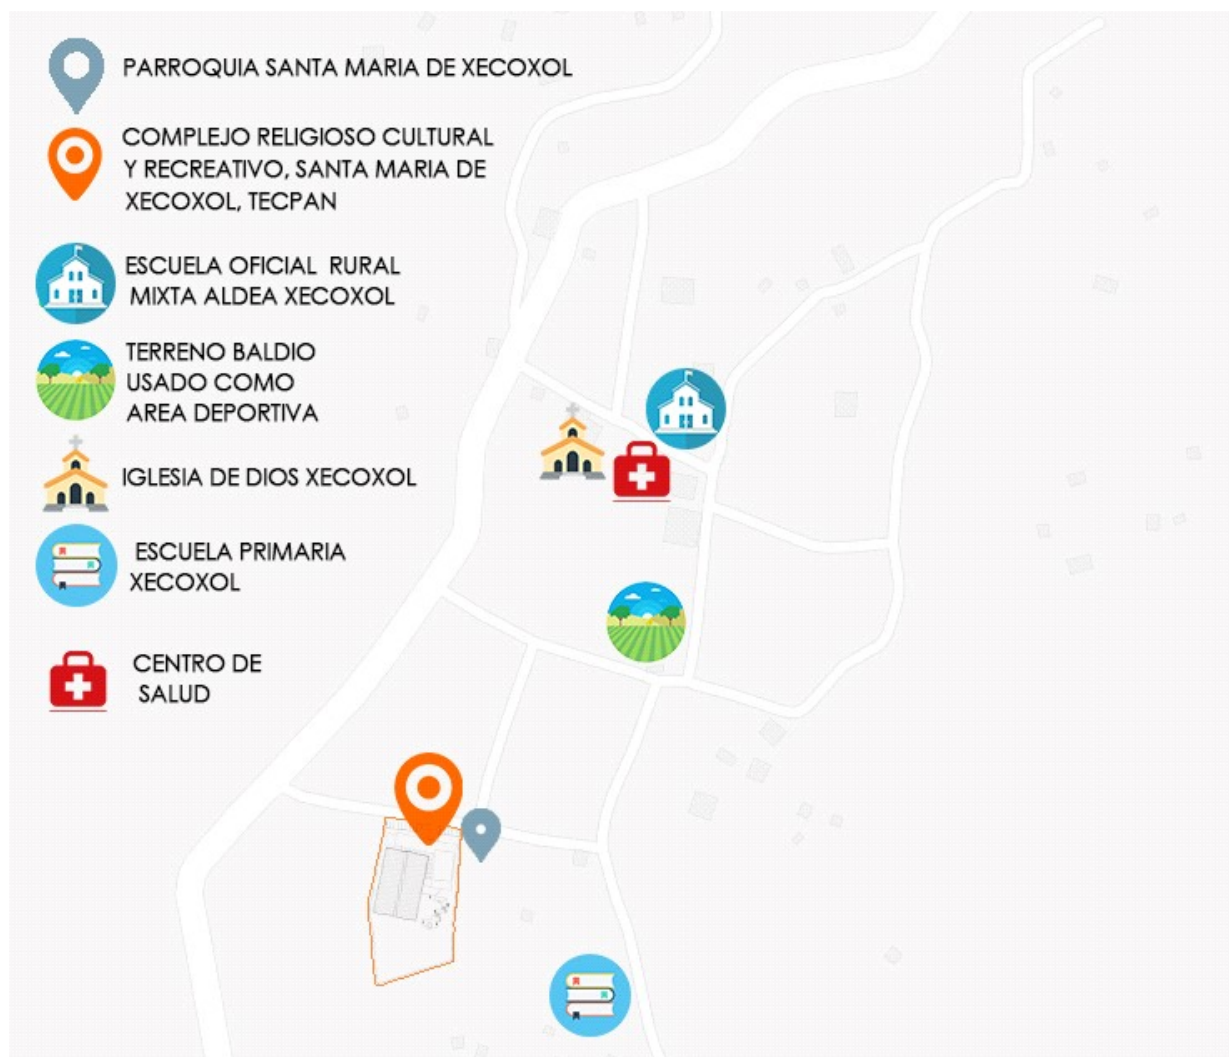 PARROQUIA SANTA MARIA DE XECOXOL
COMPLEJO RELIGIOSO CULTURAL
Y RECREATIVO, SANTA MARIA DE
XECOXOL, TECPAN
ESCUELA OFICIAL RURAL
MIXTA ALDEA XECOXOL
TERRENO BALDIO
USADO COMO
AREA DEPORTIVA
IGLESIA DE DIOS XECOXOL
ESCUELA PRIMARIA
XECOXOL
CENTRO DE
SALUD